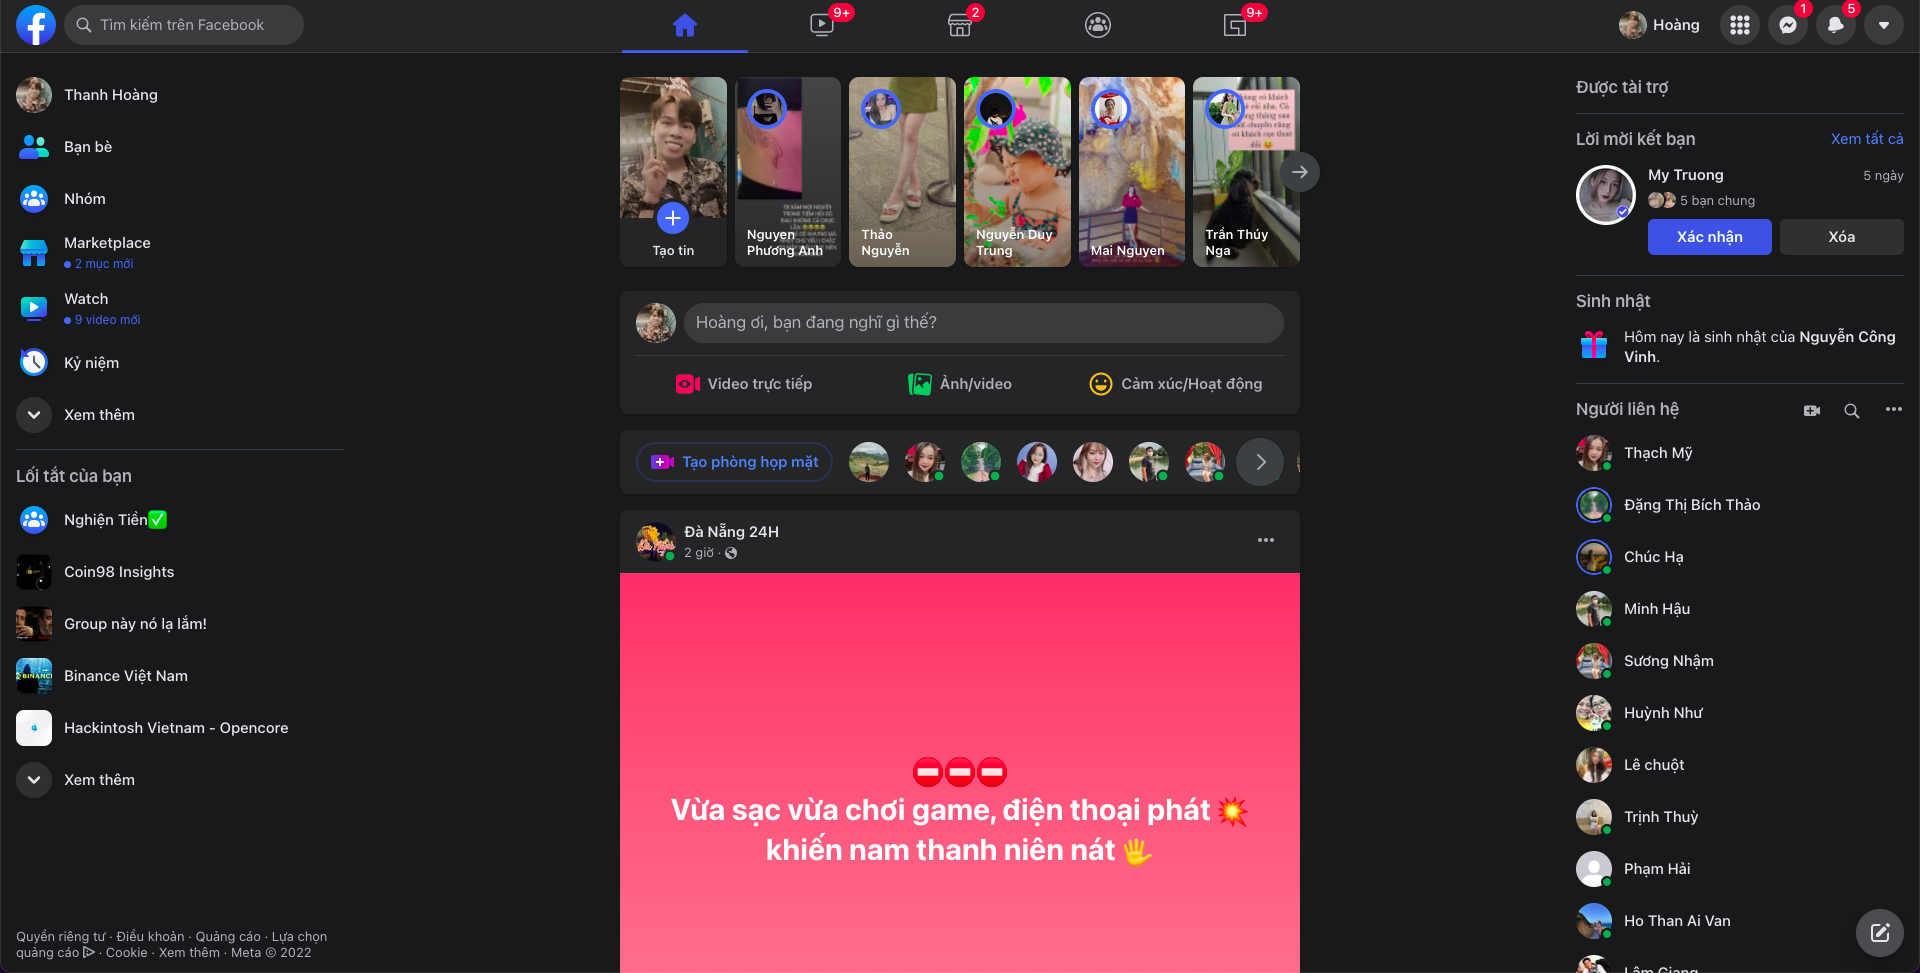 Tìm kiếm trên Facebook
9+
2
9+
Hoàng
1
5
Thanh Hoàng
Bạn bè
Nhóm
Marketplace
2 mục mới
Watch
9 video mới
Kỷ niệm
Xem thêm
Lối tắt của bạn
Nghiện Tiền✅
Coin98 Insights
Group này nó lạ lắm!
Binance Việt Nam
Hackintosh Vietnam - Opencore
Xem thêm
Quyền riêng tư · Điều khoản · Quảng cáo · Lựa chọn
quảng cáo · Cookie · Xem thêm · Meta © 2022
Tạo tin
Nguyen
Phương Anh
Thảo
Nguyễn
Nguyễn Duy
Trung
Mai Nguyen
Trần Thúy
Nga
Hoàng ơi, bạn đang nghĩ gì thế?
Video trực tiếp
Ảnh/video
Cảm xúc/Hoạt động
Tạo phòng họp mặt
Đà Nẵng 24H
2 giờ ·
⛔⛔⛔
Vừa sạc vừa chơi game, điện thoại phát 💥
khiến nam thanh niên nát 🖐
Được tài trợ
Lời mời kết bạn
Xem tất cả
My Truong
5 ngày
5 bạn chung
Xác nhận
Xóa
Sinh nhật
Hôm nay là sinh nhật của Nguyễn Công
Vinh.
Người liên hệ
Thạch Mỹ
Đặng Thị Bích Thảo
Chúc Hạ
Minh Hậu
Sương Nhậm
Huỳnh Như
Lê chuột
Trịnh Thuỳ
Phạm Hải
Ho Than Ai Van
Lâm Giang